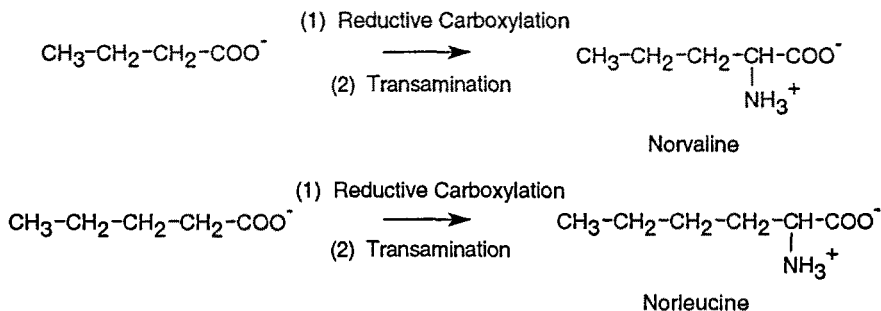 (1) Reductive Carboxylation
CH₃-CH₂-CH₂-COO⁻
CH₃-CH₂-CH₂-CH-COO⁻
(2) Transamination
NH₃⁺
Norvaline
(1) Reductive Carboxylation
CH₃-CH₂-CH₂-CH₂-COO⁻
CH₃-CH₂-CH₂-CH₂-CH-COO⁻
(2) Transamination
NH₃⁺
Norleucine